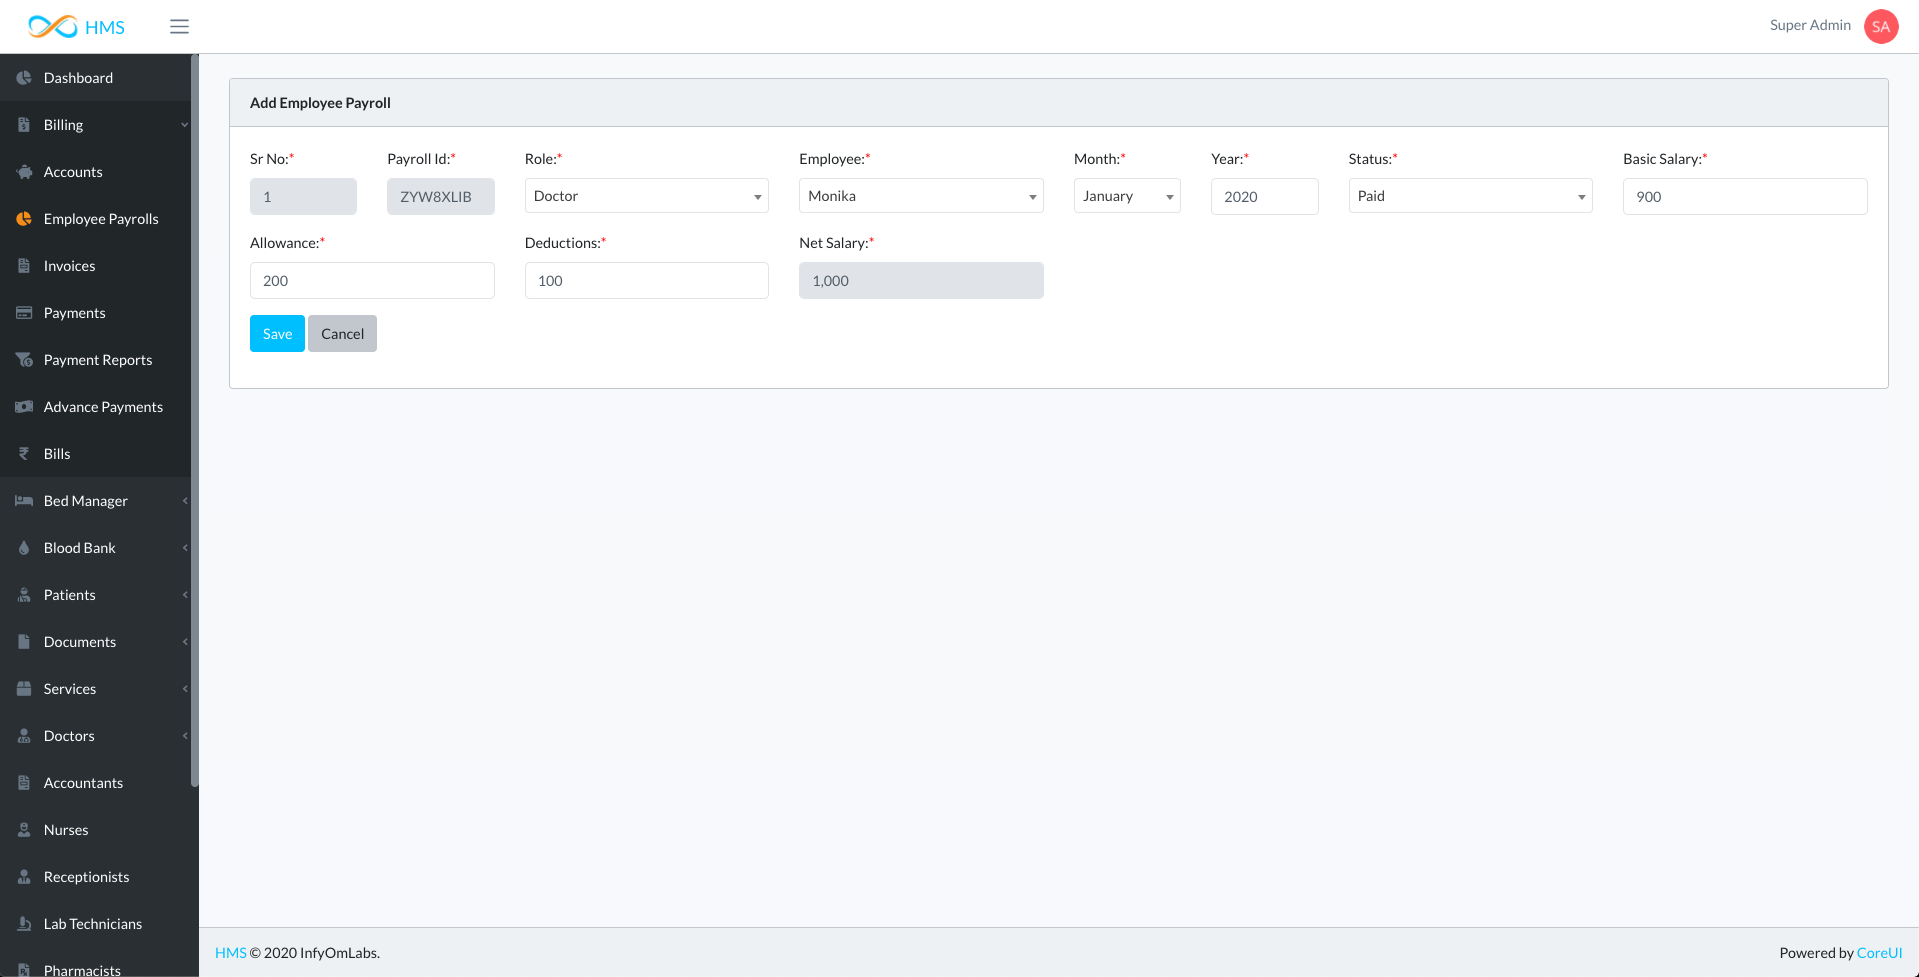 HMS
Super Admin
SA
Dashboard
Billing
Accounts
Employee Payrolls
Invoices
Payments
Payment Reports
Advance Payments
Bills
Bed Manager
Blood Bank
Patients
Documents
Services
Doctors
Accountants
Nurses
Receptionists
Lab Technicians
Pharmacists
Add Employee Payroll
Sr No:* Payroll Id:* Role:* Employee:* Month:* Year:* Status:* Basic Salary:*
1 ZYW8XLIB Doctor Monika January 2020 Paid 900
Allowance:* Deductions:* Net Salary:*
200 100 1,000
Save Cancel
HMS © 2020 InfyOmLabs. Powered by CoreUI